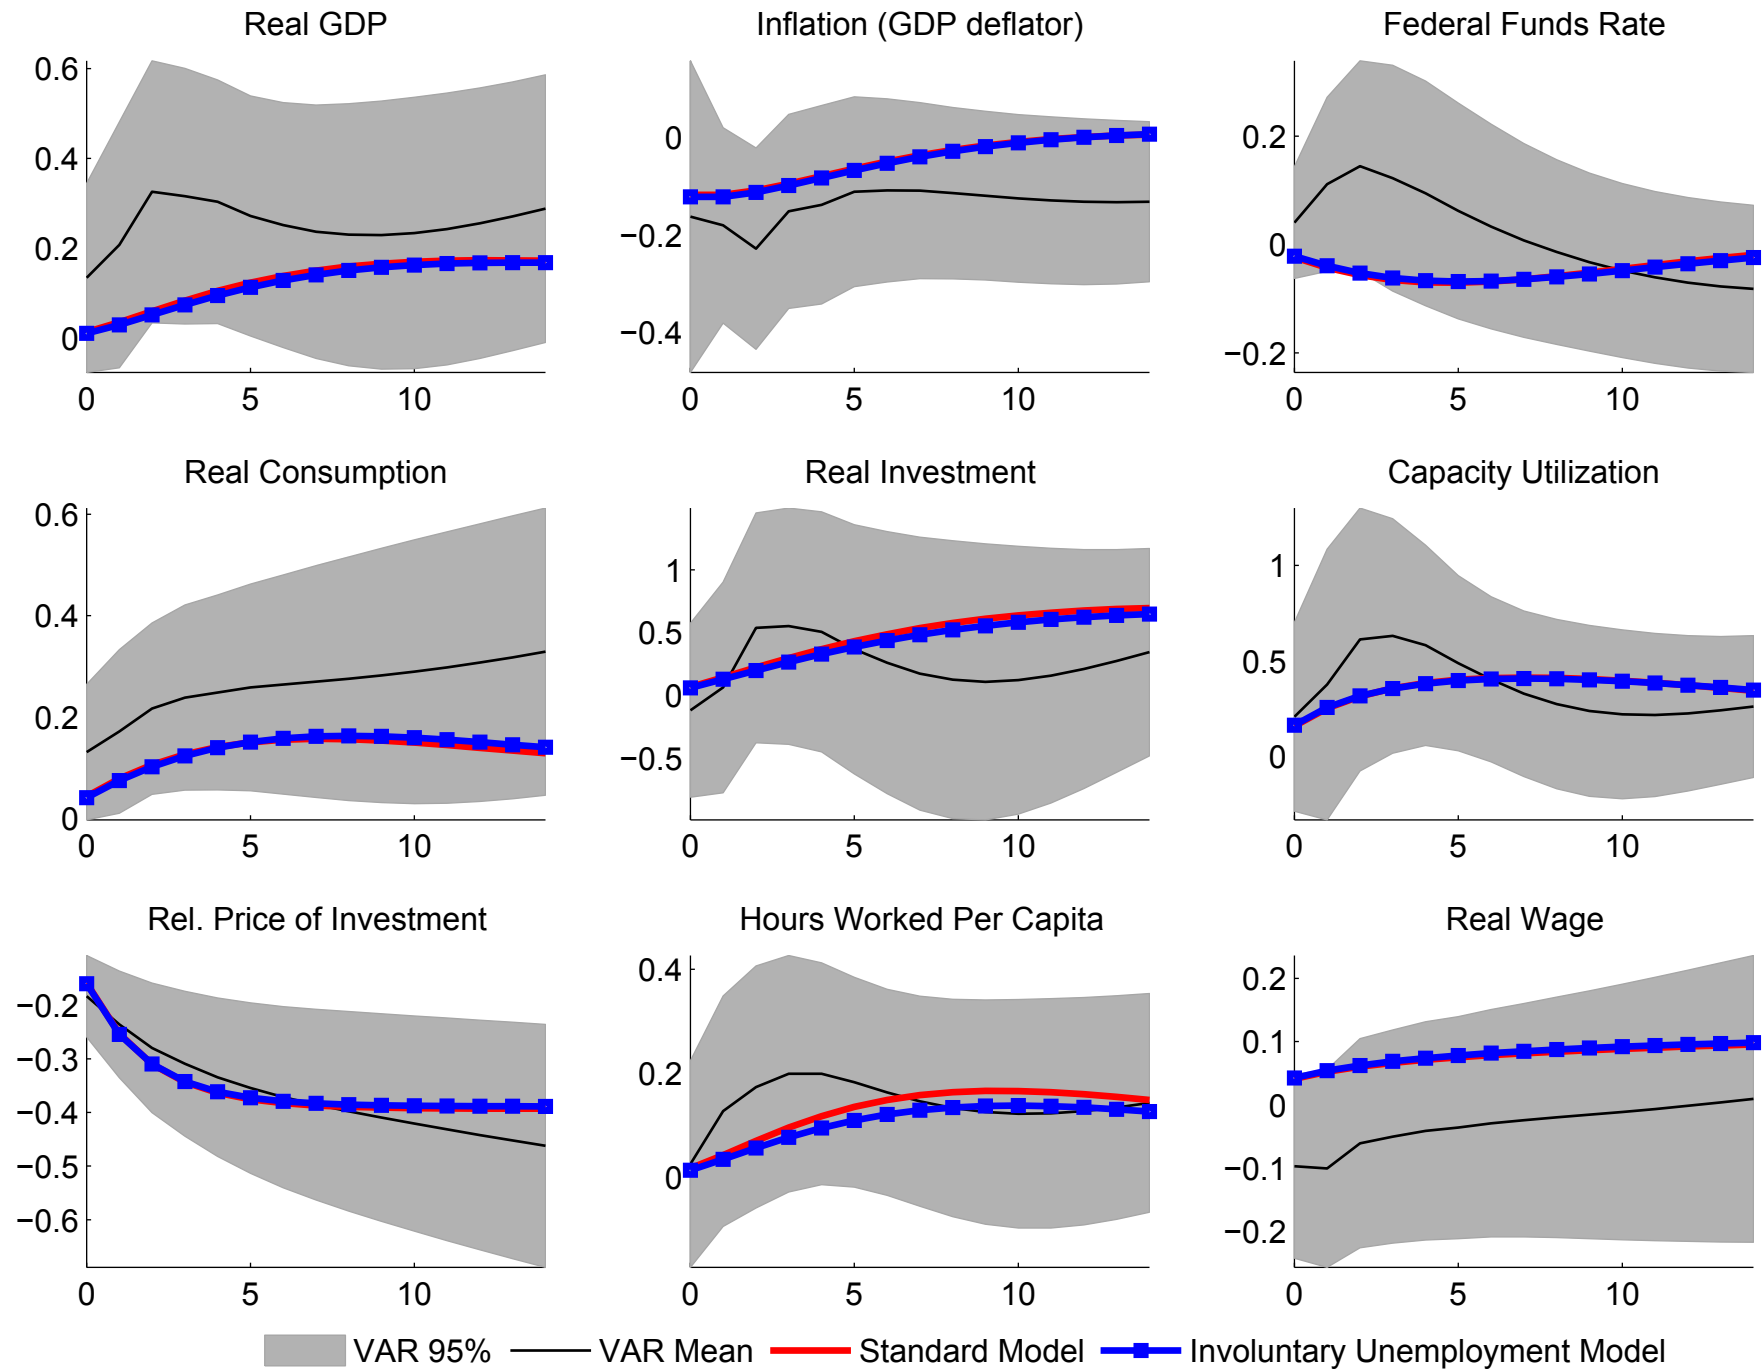 Real GDP
0.6
0.4
0.2
0
0 5 10
Inflation (GDP deflator)
0
−0.2
−0.4
0 5 10
Federal Funds Rate
0.2
0
−0.2
0 5 10
Real Consumption
0.6
0.4
0.2
0
0 5 10
Real Investment
1
0.5
0
−0.5
0 5 10
Capacity Utilization
1
0.5
0
0 5 10
Rel. Price of Investment
−0.2
−0.3
−0.4
−0.5
−0.6
0 5 10
Hours Worked Per Capita
0.4
0.2
0
0 5 10
Real Wage
0.2
0.1
0
−0.1
−0.2
0 5 10
VAR 95% VAR Mean Standard Model Involuntary Unemployment Model